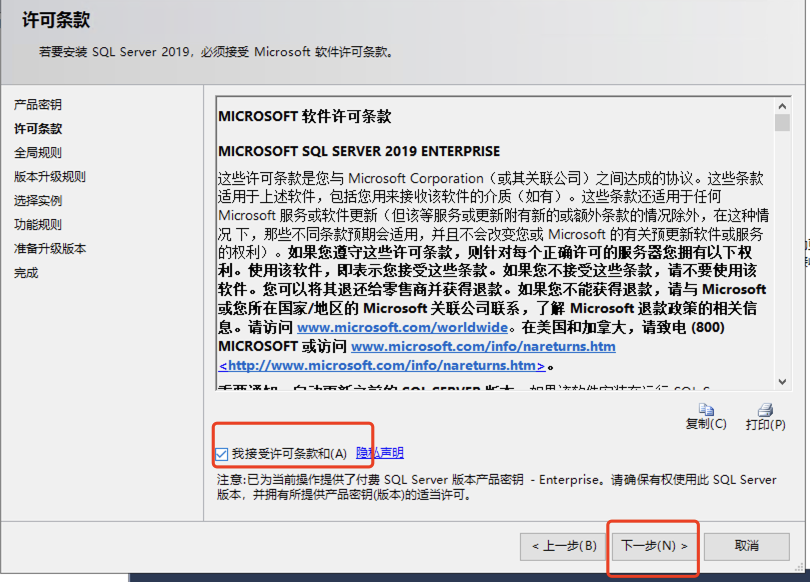 许可条款
若要安装 SQL Server 2019，必须接受 Microsoft 软件许可条款。
产品密钥
许可条款
全局规则
版本升级规则
选择实例
功能规则
准备升级版本
完成
MICROSOFT 软件许可条款
MICROSOFT SQL SERVER 2019 ENTERPRISE
这些许可条款是您与 Microsoft Corporation（或其关联公司）之间达成的协议。这些条款
适用于上述软件，包括您用来接收该软件的介质（如有）。这些条款还适用于任何
Microsoft 服务或软件更新（但该等服务或更新附有新的或额外条款的情况除外，在这种情
况 下，那些不同条款预期会适用，并且不会改变您或 Microsoft 的有关预更新软件或服务
的权利）。如果您遵守这些许可条款，则针对每个正确许可的服务器您拥有以下权
利。使用该软件，即表示您接受这些条款。如果您不接受这些条款，请不要使用该
软件。您可以将其退还给零售商并获得退款。如果您不能获得退款，请与 Microsoft
或您所在国家/地区的 Microsoft 关联公司联系，了解 Microsoft 退款政策的相关信
息。请访问 www.microsoft.com/worldwide。在美国和加拿大，请致电 (800)
MICROSOFT 或访问 www.microsoft.com/info/nareturns.htm
<http://www.microsoft.com/info/nareturns.htm>。
复制(C)
打印(P)
我接受许可条款和(A) 隐私声明
注意:已为当前操作提供了付费 SQL Server 版本产品密钥 - Enterprise。请确保有权使用此 SQL Server
版本，并拥有所提供产品密钥(版本)的适当许可。
< 上一步(B)
下一步(N) >
取消